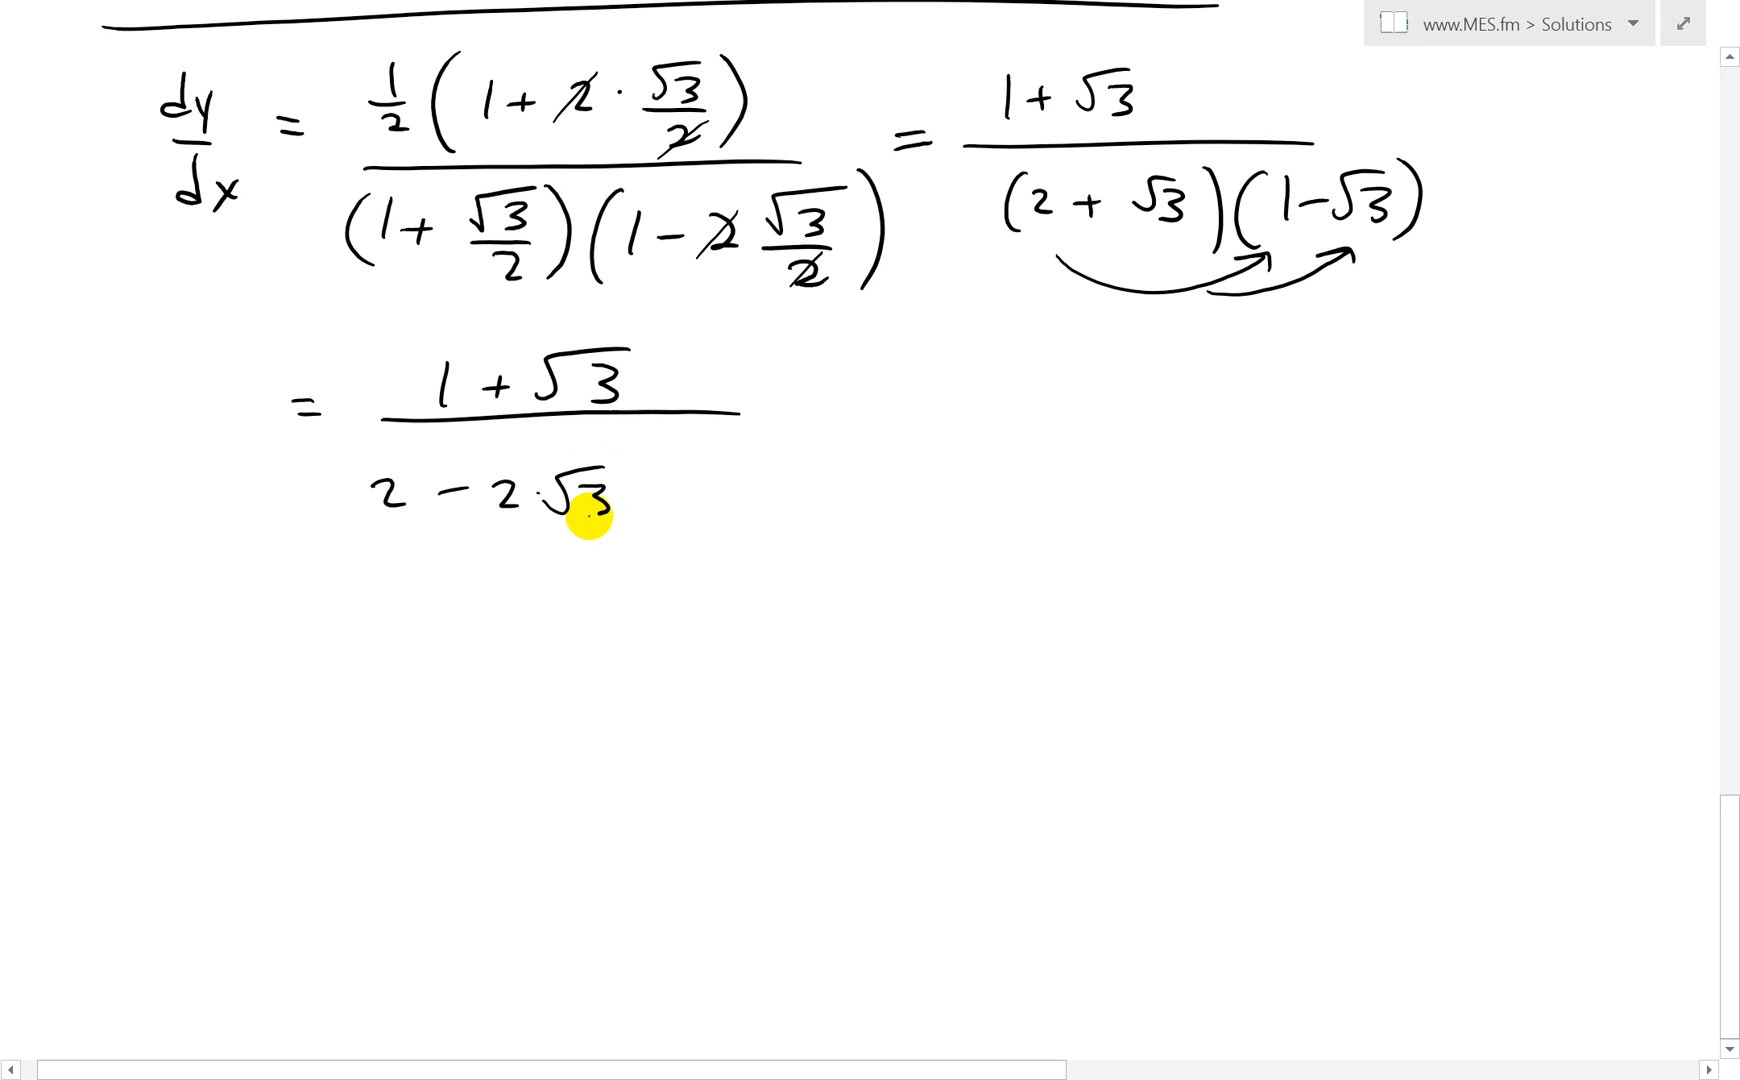 www.MES.fm > Solutions
dy/dx = 1/2 (1 + 2 · √3/2) / (1 + √3/2)(1 - 2 √3/2) = 1 + √3 / (2 + √3)(1-√3)
= 1 + √3 / 2 - 2·√3